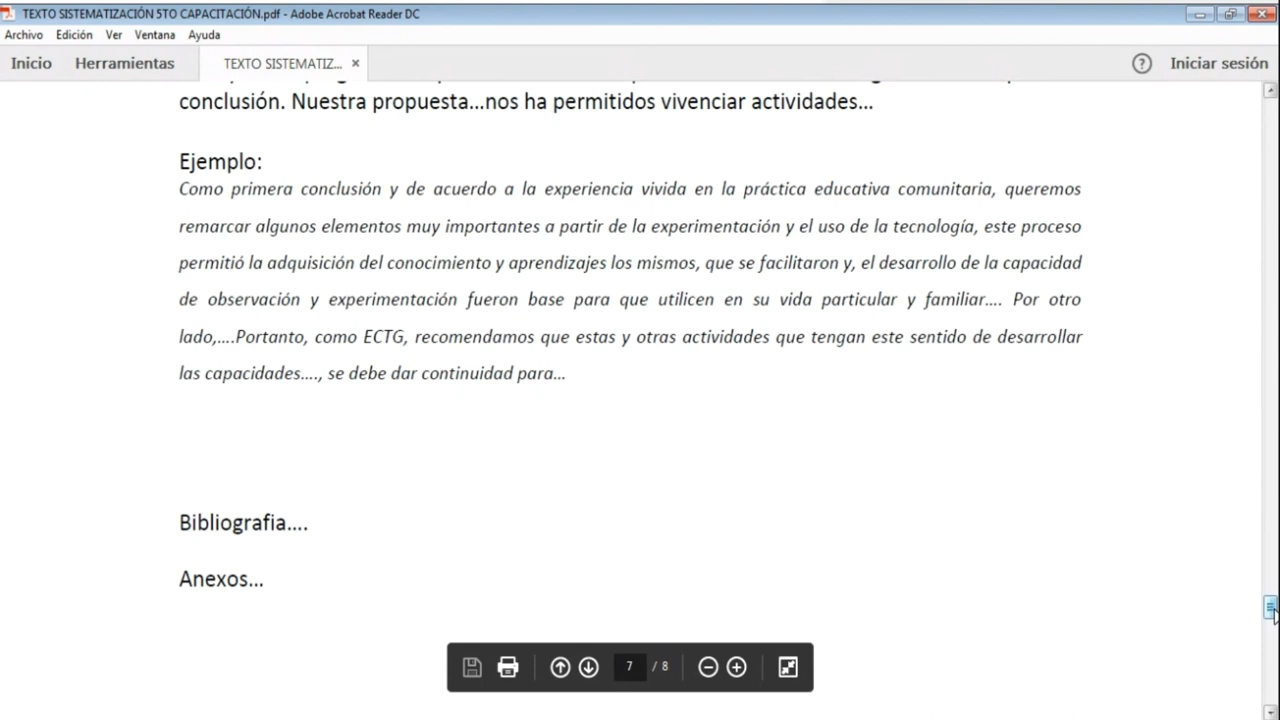 TEXTO SISTEMATIZACIÓN 5TO CAPACITACIÓN.pdf - Adobe Acrobat Reader DC
Archivo Edición Ver Ventana Ayuda
Inicio Herramientas TEXTO SISTEMATIZ... × Iniciar sesión
conclusión. Nuestra propuesta...nos ha permitidos vivenciar actividades...
Ejemplo:
Como primera conclusión y de acuerdo a la experiencia vivida en la práctica educativa comunitaria, queremos
remarcar algunos elementos muy importantes a partir de la experimentación y el uso de la tecnología, este proceso
permitió la adquisición del conocimiento y aprendizajes los mismos, que se facilitaron y, el desarrollo de la capacidad
de observación y experimentación fueron base para que utilicen en su vida particular y familiar.... Por otro
lado,....Portanto, como ECTG, recomendamos que estas y otras actividades que tengan este sentido de desarrollar
las capacidades...., se debe dar continuidad para...
Bibliografia....
Anexos...
7 / 8